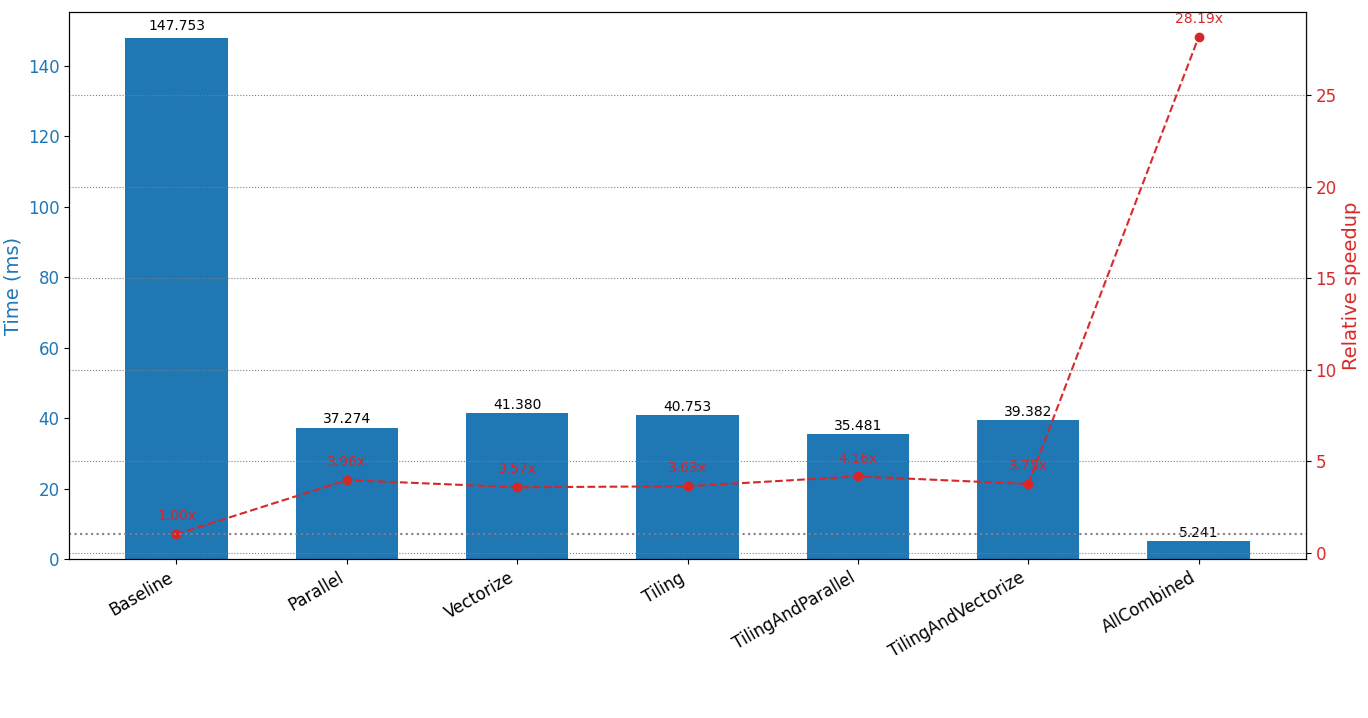 147.753
28.19x
140
120
100
80
60
40
20
0
Time (ms)
25
20
15
10
5
0
Relative speedup
37.274
41.380
40.753
35.481
39.382
5.241
1.00x
3.96x
3.57x
3.63x
4.16x
3.75x
Baseline
Parallel
Vectorize
Tiling
TilingAndParallel
TilingAndVectorize
AllCombined